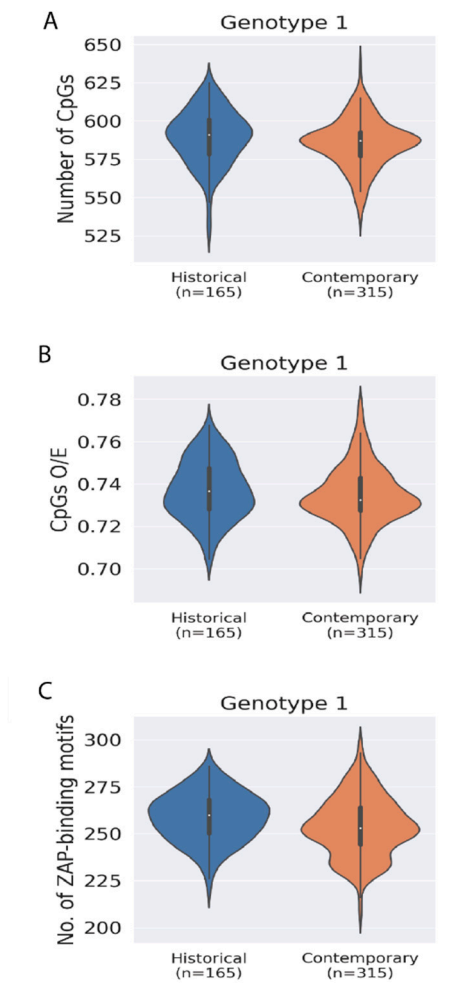 A
Genotype 1
Number of CpGs
650
625
600
575
550
525
Historical
(n=165)
Contemporary
(n=315)
B
Genotype 1
CpGs O/E
0.78
0.76
0.74
0.72
0.70
Historical
(n=165)
Contemporary
(n=315)
C
Genotype 1
No. of ZAP-binding motifs
300
275
250
225
200
Historical
(n=165)
Contemporary
(n=315)